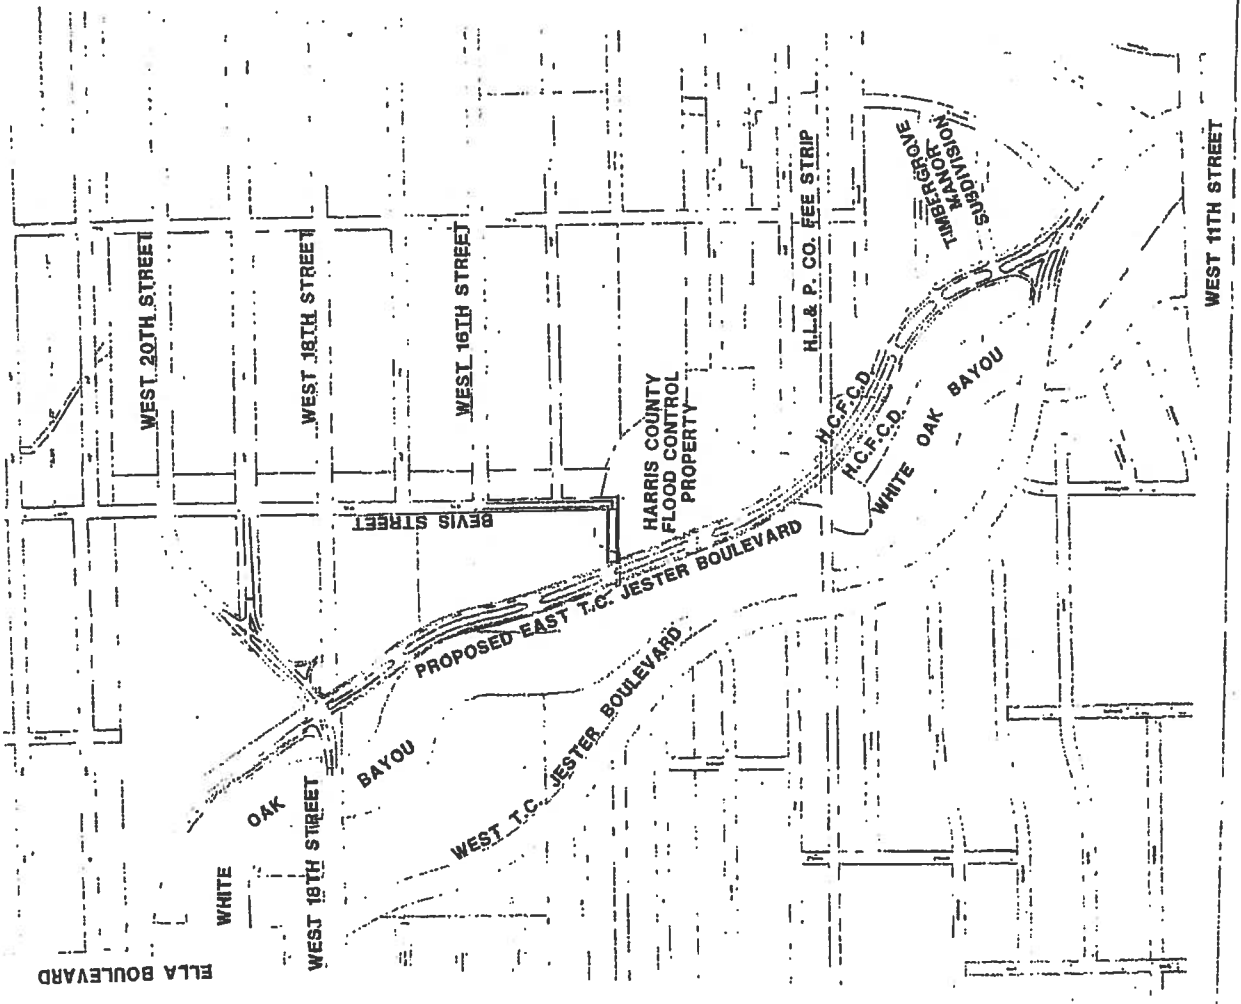 WEST 20TH STREET
WEST 18TH STREET
WEST 16TH STREET
H.L.& P. CO. FEE STRIP
TIMBERGROVE
MANOR
SUBDIVISION
WEST 11TH STREET
HARRIS COUNTY
FLOOD CONTROL
PROPERTY
H.C.F.C.D.
H.C.F.C.D.
WHITE OAK BAYOU
BEVIS STREET
PROPOSED EAST T.C. JESTER BOULEVARD
WEST T.C. JESTER BOULEVARD
WHITE OAK BAYOU
WEST 18TH STREET
ELLA BOULEVARD